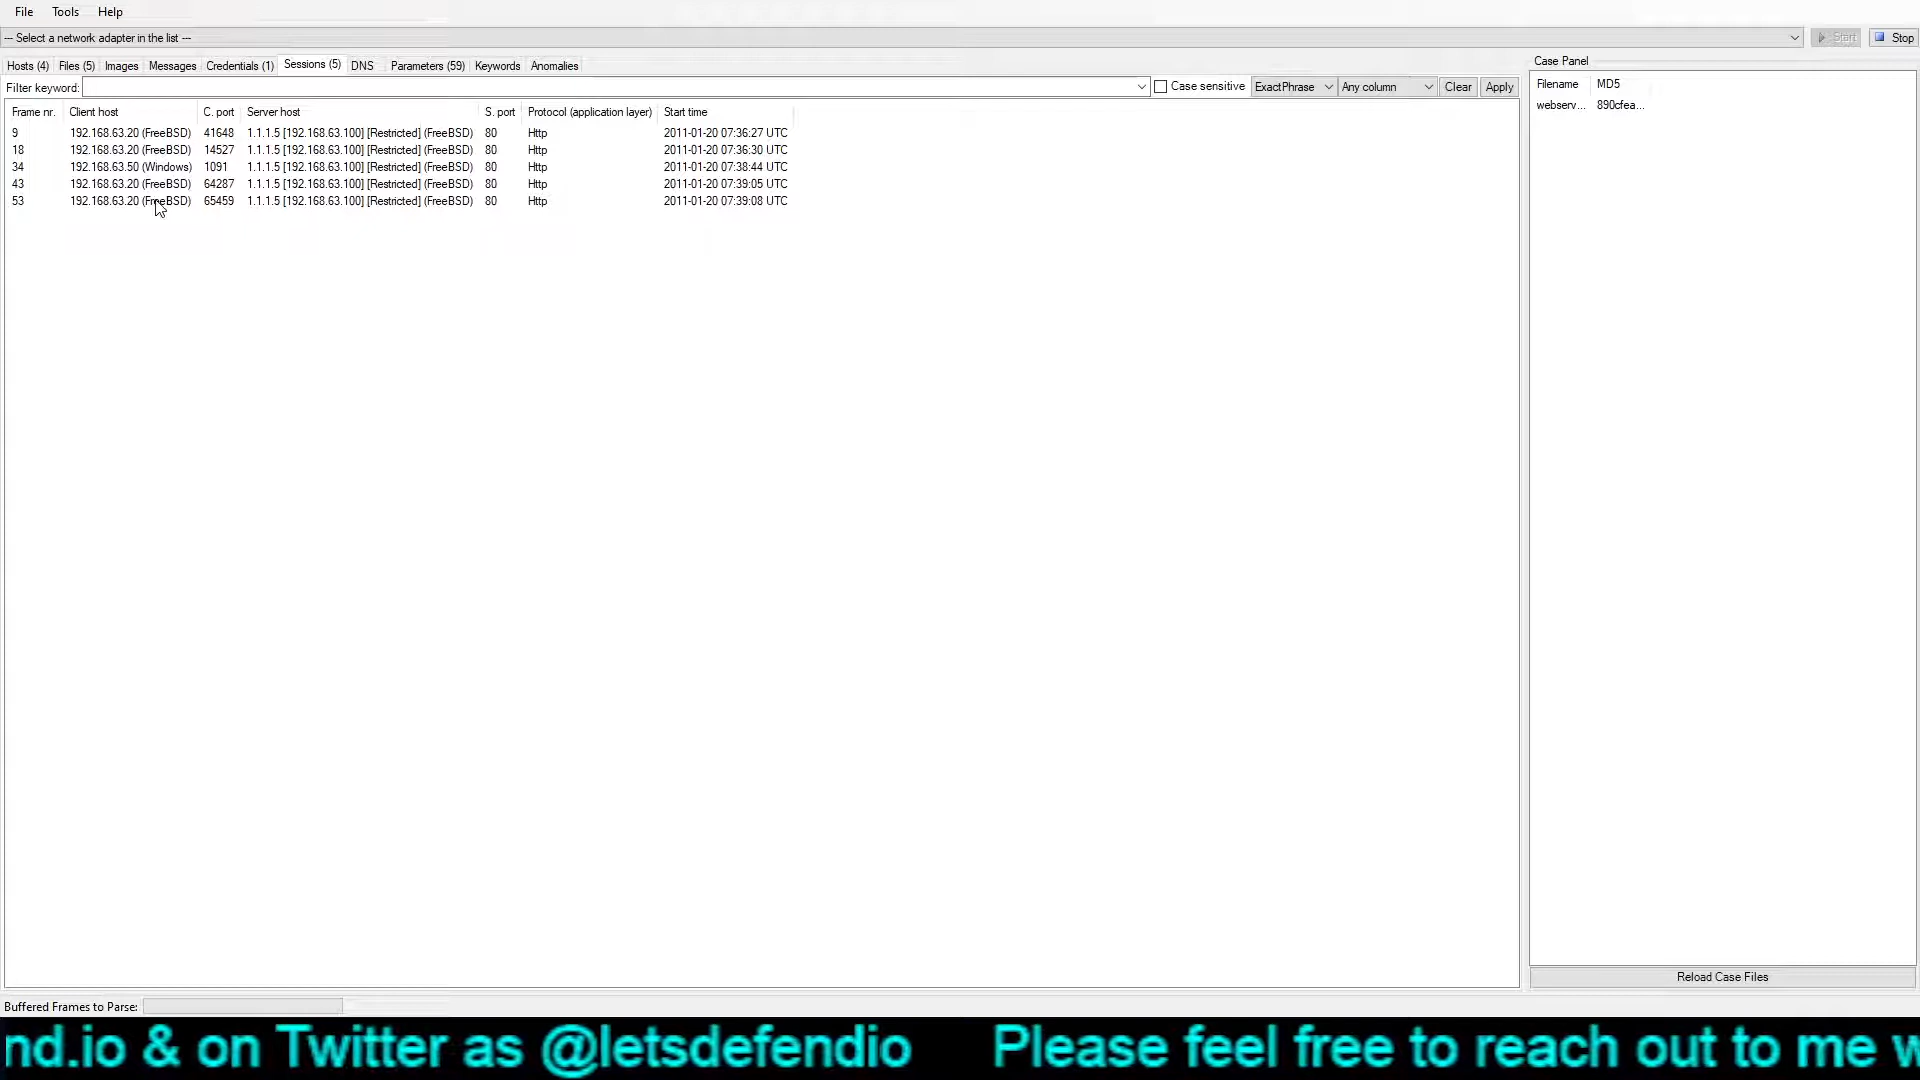 File Tools Help
--- Select a network adapter in the list ---
Start Stop
Hosts (4) Files (5) Images Messages Credentials (1) Sessions (5) DNS Parameters (59) Keywords Anomalies
Case Panel
Filter keyword: Case sensitive ExactPhrase Any column Clear Apply
Filename MD5
webserv... 890cfea...
Frame nr. Client host C. port Server host S. port Protocol (application layer) Start time
9 192.168.63.20 (FreeBSD) 41648 1.1.1.5 [192.168.63.100] [Restricted] (FreeBSD) 80 Http 2011-01-20 07:36:27 UTC
18 192.168.63.20 (FreeBSD) 14527 1.1.1.5 [192.168.63.100] [Restricted] (FreeBSD) 80 Http 2011-01-20 07:36:30 UTC
34 192.168.63.50 (Windows) 1091 1.1.1.5 [192.168.63.100] [Restricted] (FreeBSD) 80 Http 2011-01-20 07:38:44 UTC
43 192.168.63.20 (FreeBSD) 64287 1.1.1.5 [192.168.63.100] [Restricted] (FreeBSD) 80 Http 2011-01-20 07:39:05 UTC
53 192.168.63.20 (FreeBSD) 65459 1.1.1.5 [192.168.63.100] [Restricted] (FreeBSD) 80 Http 2011-01-20 07:39:08 UTC
Reload Case Files
Buffered Frames to Parse:
nd.io & on Twitter as @letsdefendio Please feel free to reach out to me w